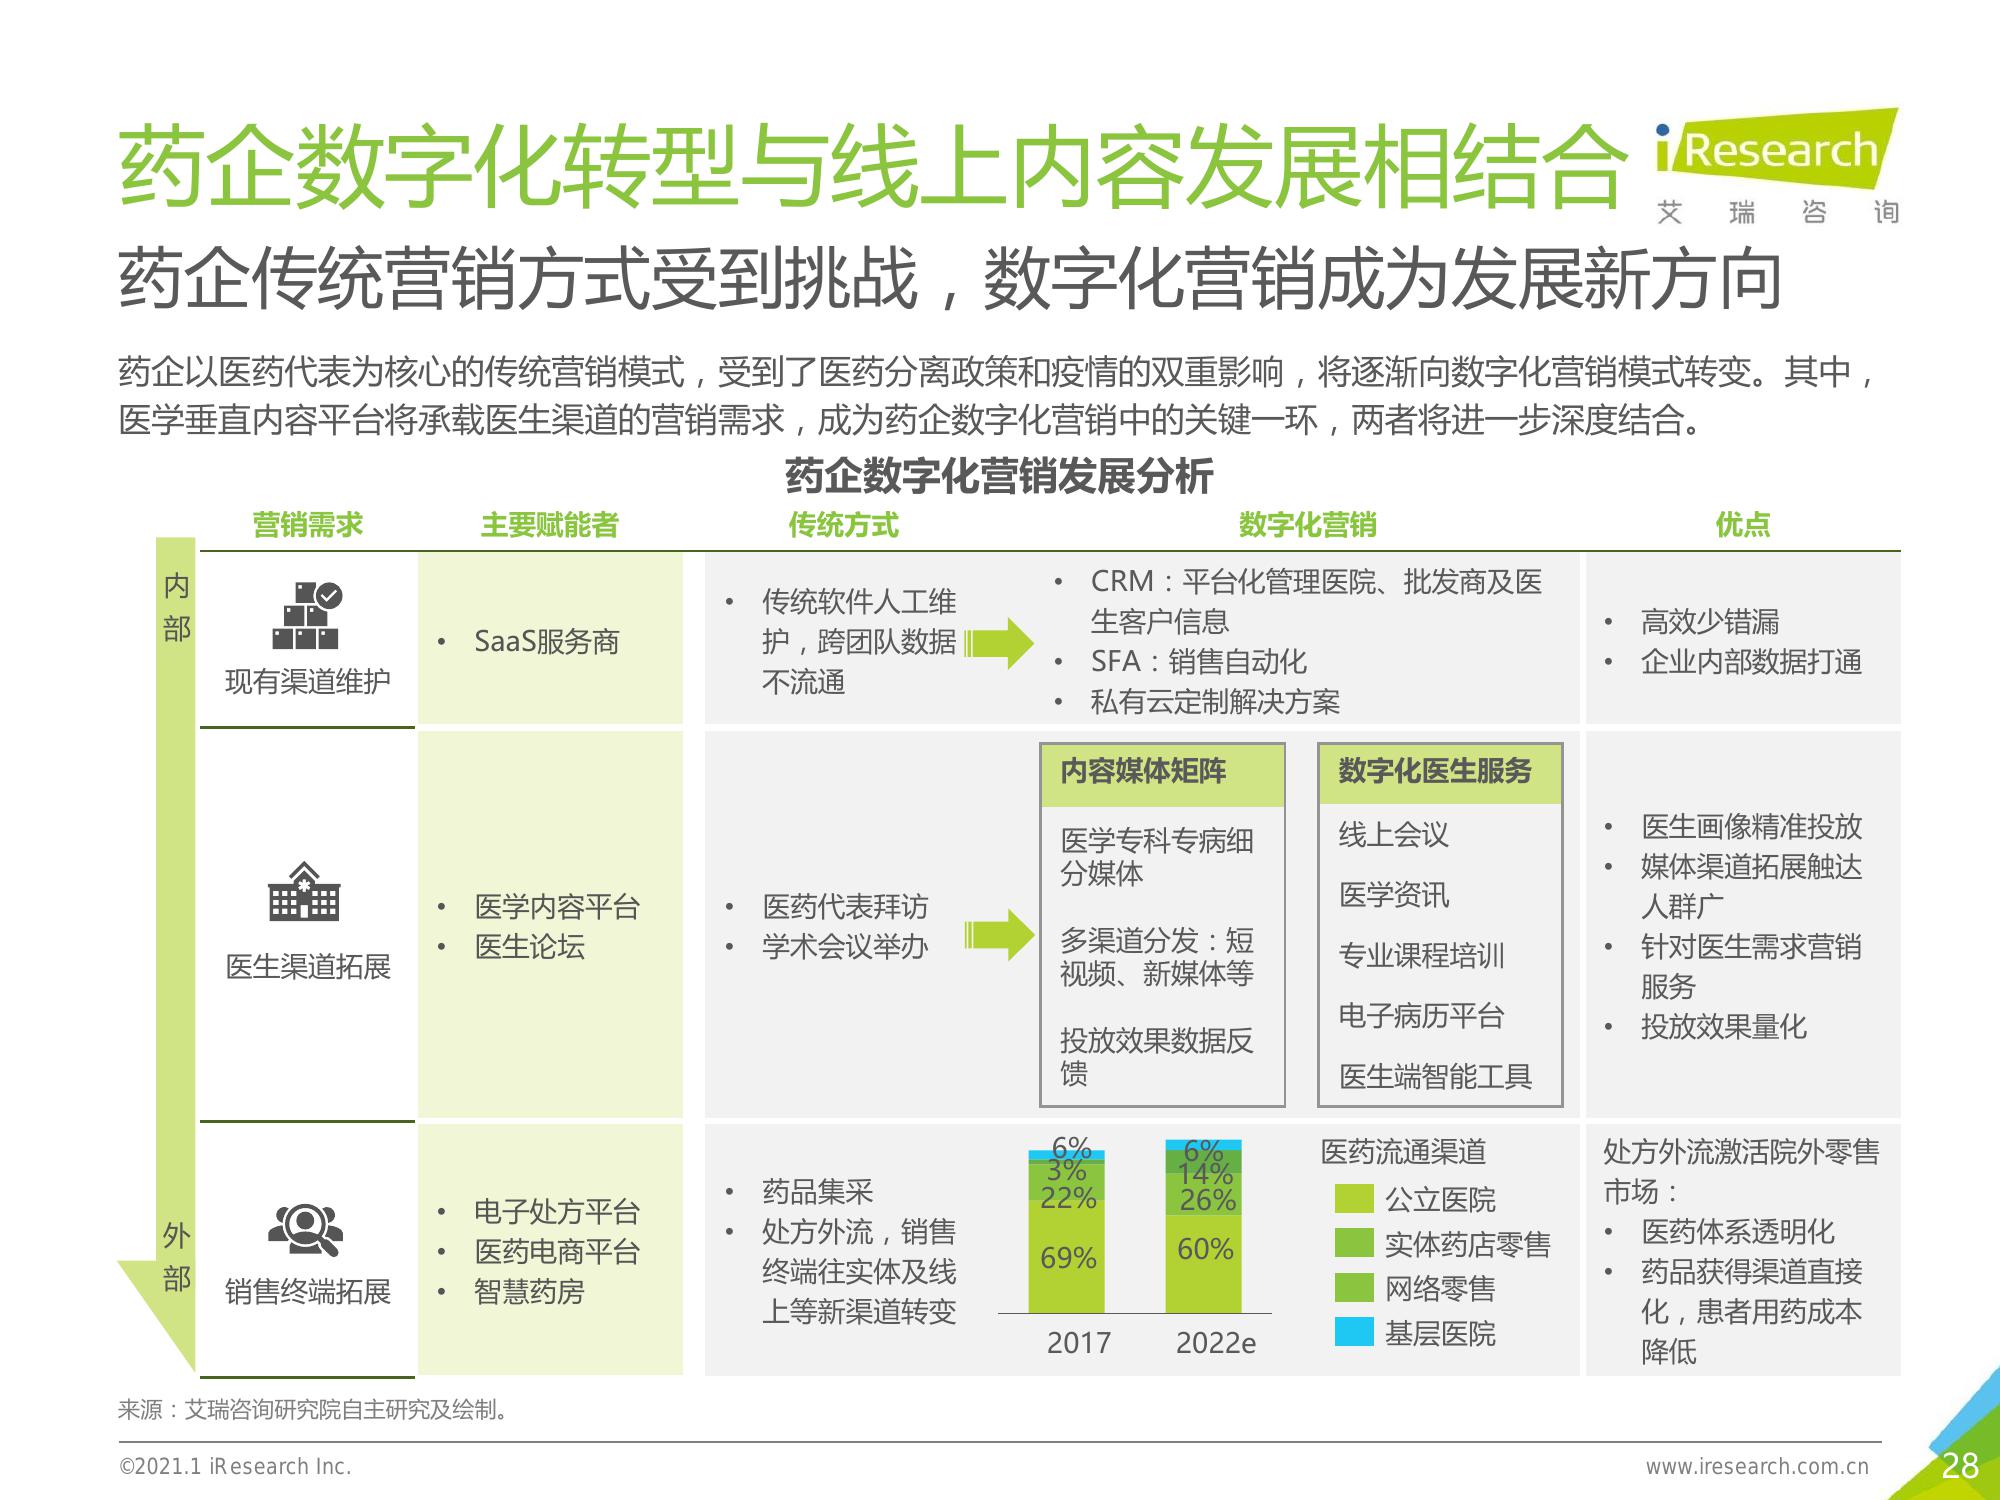 药企数字化转型与线上内容发展相结合
iResearch
艾瑞咨询
药企传统营销方式受到挑战，数字化营销成为发展新方向
药企以医药代表为核心的传统营销模式，受到了医药分离政策和疫情的双重影响，将逐渐向数字化营销模式转变。其中，
医学垂直内容平台将承载医生渠道的营销需求，成为药企数字化营销中的关键一环，两者将进一步深度结合。
药企数字化营销发展分析
营销需求
主要赋能者
传统方式
数字化营销
优点
内
部
现有渠道维护
• SaaS服务商
• 传统软件人工维
护，跨团队数据
不流通
• CRM：平台化管理医院、批发商及医
生客户信息
• SFA：销售自动化
• 私有云定制解决方案
• 高效少错漏
• 企业内部数据打通
医生渠道拓展
• 医学内容平台
• 医生论坛
• 医药代表拜访
• 学术会议举办
内容媒体矩阵
医学专科专病细
分媒体
多渠道分发：短
视频、新媒体等
投放效果数据反
馈
数字化医生服务
线上会议
医学资讯
专业课程培训
电子病历平台
医生端智能工具
• 医生画像精准投放
• 媒体渠道拓展触达
人群广
• 针对医生需求营销
服务
• 投放效果量化
外
部
销售终端拓展
• 电子处方平台
• 医药电商平台
• 智慧药房
• 药品集采
• 处方外流，销售
终端往实体及线
上等新渠道转变
6%
3%
22%
69%
2017
6%
14%
26%
60%
2022e
医药流通渠道
公立医院
实体药店零售
网络零售
基层医院
处方外流激活院外零售
市场：
• 医药体系透明化
• 药品获得渠道直接
化，患者用药成本
降低
来源：艾瑞咨询研究院自主研究及绘制。
©2021.1 iResearch Inc.
www.iresearch.com.cn
28